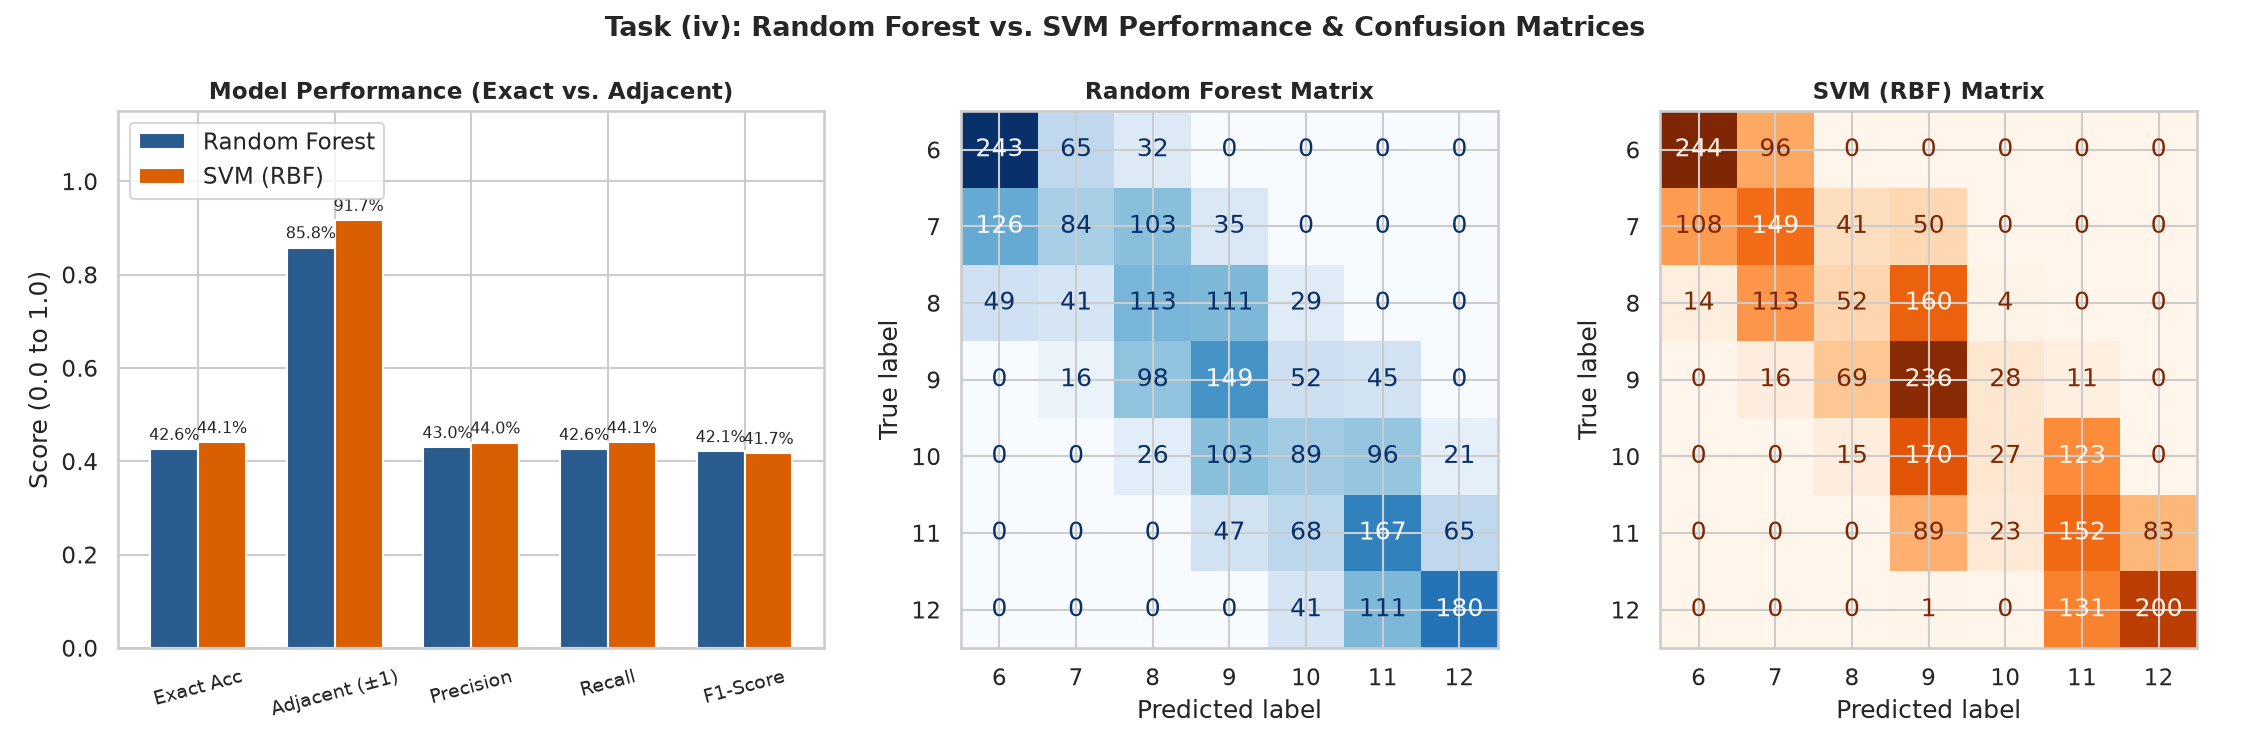 Task (iv): Random Forest vs. SVM Performance & Confusion Matrices
Model Performance (Exact vs. Adjacent)
Random Forest
SVM (RBF)
Score (0.0 to 1.0)
1.0
0.8
0.6
0.4
0.2
0.0
42.6% 44.1%
85.8% 91.7%
43.0% 44.0%
42.6% 44.1%
42.1% 41.7%
Exact Acc
Adjacent (±1)
Precision
Recall
F1-Score
Random Forest Matrix
True label
6 243 65 32 0 0 0 0
7 126 84 103 35 0 0 0
8 49 41 113 111 29 0 0
9 0 16 98 149 52 45 0
10 0 0 26 103 89 96 21
11 0 0 0 47 68 167 65
12 0 0 0 0 41 111 180
6 7 8 9 10 11 12
Predicted label
SVM (RBF) Matrix
True label
6 244 96 0 0 0 0 0
7 108 149 41 50 0 0 0
8 14 113 52 160 4 0 0
9 0 16 69 236 28 11 0
10 0 0 15 170 27 123 0
11 0 0 0 89 23 152 83
12 0 0 0 1 0 131 200
6 7 8 9 10 11 12
Predicted label